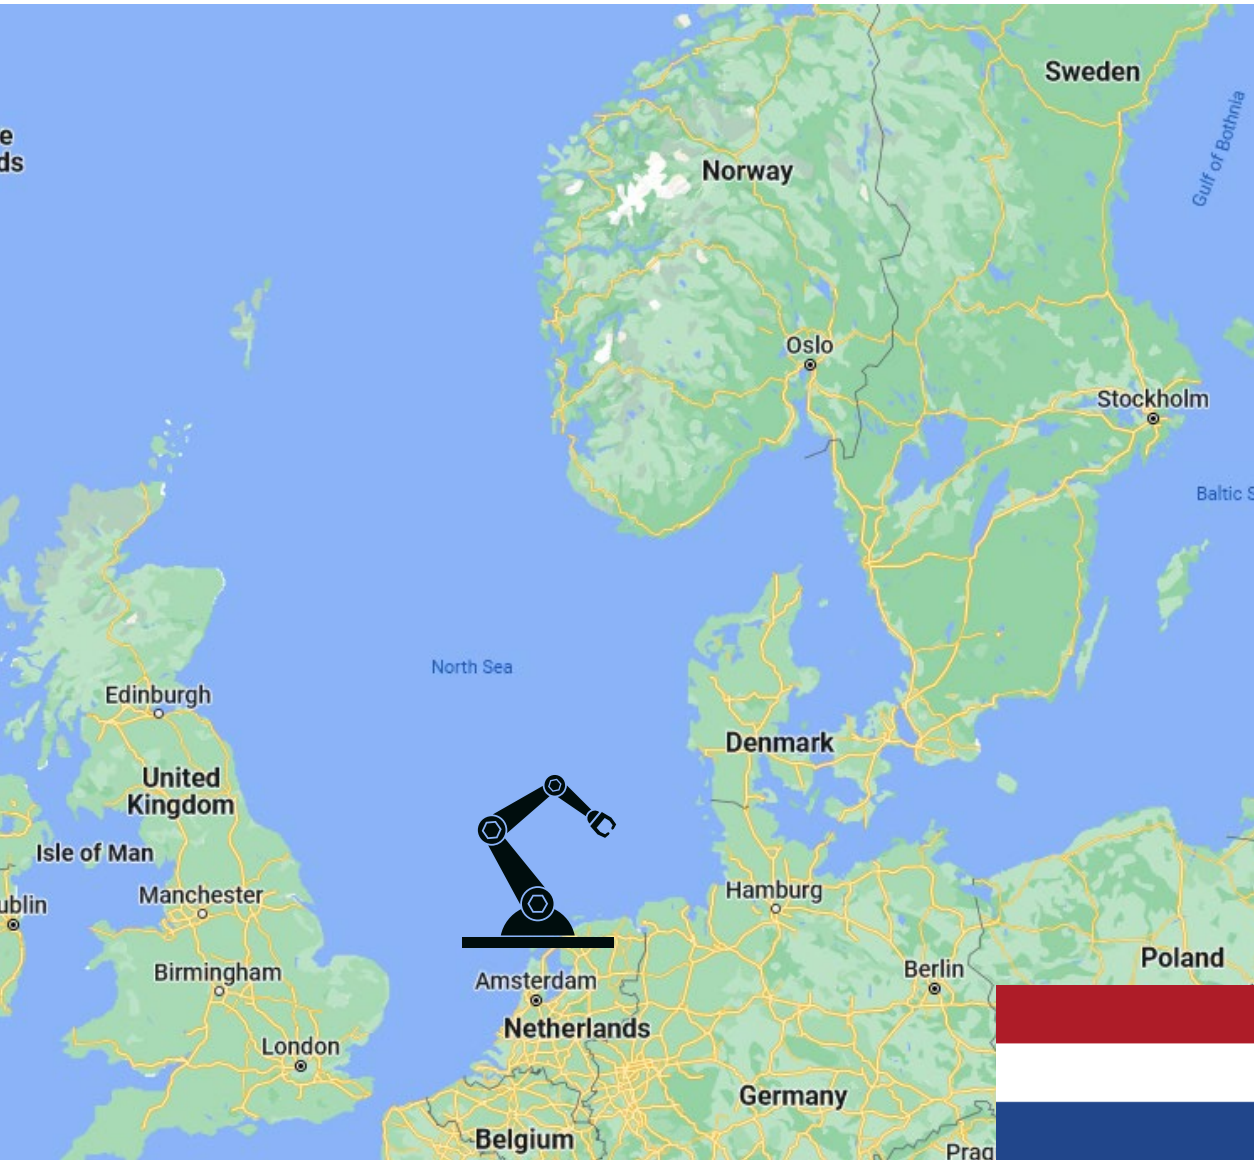 Sweden
Gulf of Bothnia
Norway
Oslo
Stockholm
Baltic
North Sea
Edinburgh
United
Kingdom
Denmark
Isle of Man
Manchester
Hamburg
Birmingham
Amsterdam
Berlin
Poland
Netherlands
London
Germany
Belgium